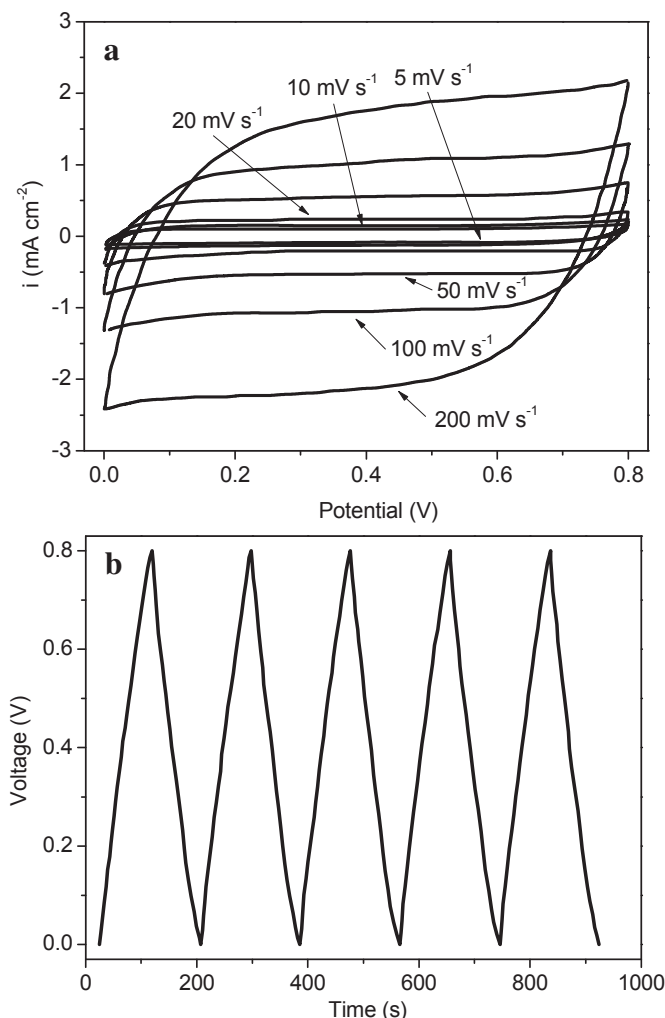 a
3
2
1
0
-1
-2
-3
i (mA cm⁻²)
10 mV s⁻¹
5 mV s⁻¹
20 mV s⁻¹
50 mV s⁻¹
100 mV s⁻¹
200 mV s⁻¹
0.0 0.2 0.4 0.6 0.8
Potential (V)
b
0.8
0.6
0.4
0.2
0.0
Voltage (V)
0 200 400 600 800 1000
Time (s)